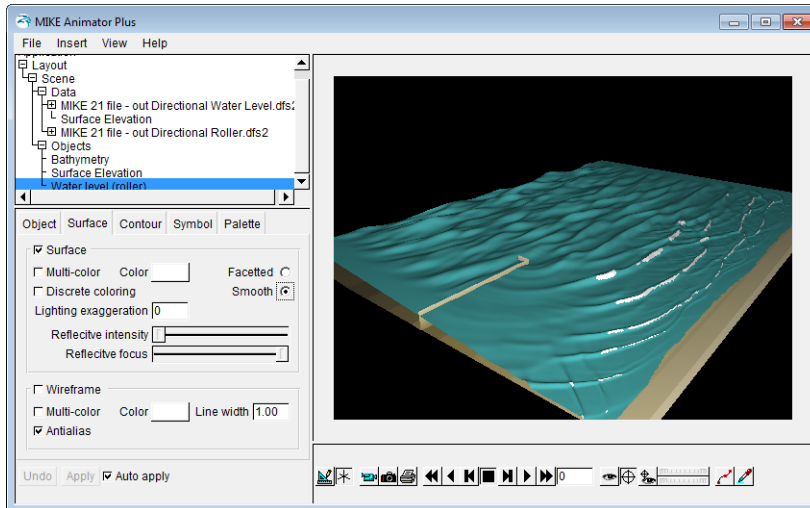 MIKE Animator Plus
File Insert View Help
Layout
Scene
Data
MIKE 21 file - out Directional Water Level.dfs2
Surface Elevation
MIKE 21 file - out Directional Roller.dfs2
Objects
Bathymetry
Surface Elevation
Water level (roller)
Object Surface Contour Symbol Palette
Surface
Multi-color Color Facetted
Discrete coloring Smooth
Lighting exaggeration 0
Reflecitve intensity
Reflecitve focus
Wireframe
Multi-color Color Line width 1.00
Antialias
Undo Apply Auto apply
0